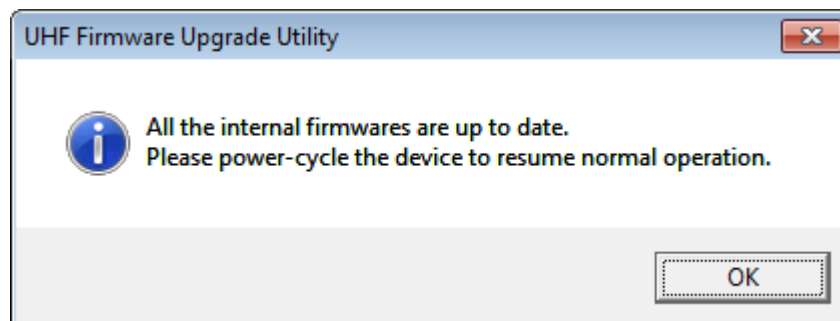 UHF Firmware Upgrade Utility
All the internal firmwares are up to date.
Please power-cycle the device to resume normal operation.
OK